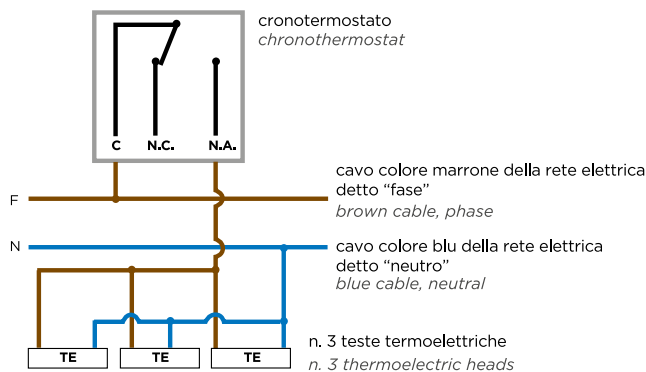 cronotermostato
chronothermostat
C N.C. N.A.
cavo colore marrone della rete elettrica
detto “fase”
F
brown cable, phase
N
cavo colore blu della rete elettrica
detto “neutro”
blue cable, neutral
n. 3 teste termoelettriche
TE TE TE
n. 3 thermoelectric heads